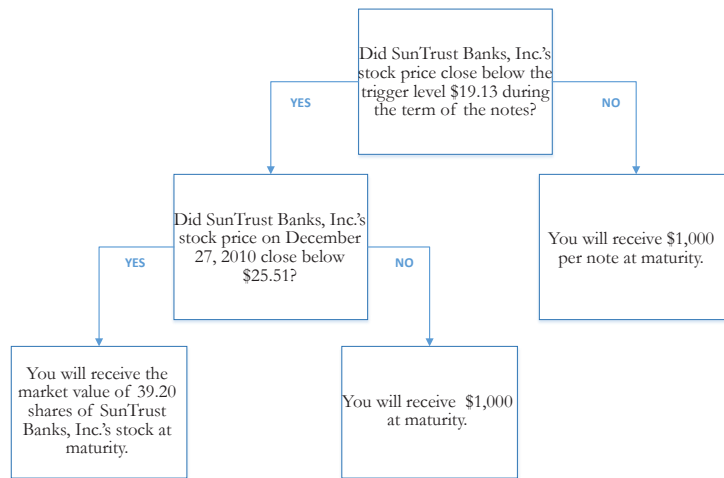 Did SunTrust Banks, Inc.'s
stock price close below the
trigger level $19.13 during
the term of the notes?
YES
NO
Did SunTrust Banks, Inc.'s
stock price on December
27, 2010 close below
$25.51?
You will receive $1,000
per note at maturity.
YES
NO
You will receive the
market value of 39.20
shares of SunTrust
Banks, Inc.'s stock at
maturity.
You will receive $1,000
at maturity.